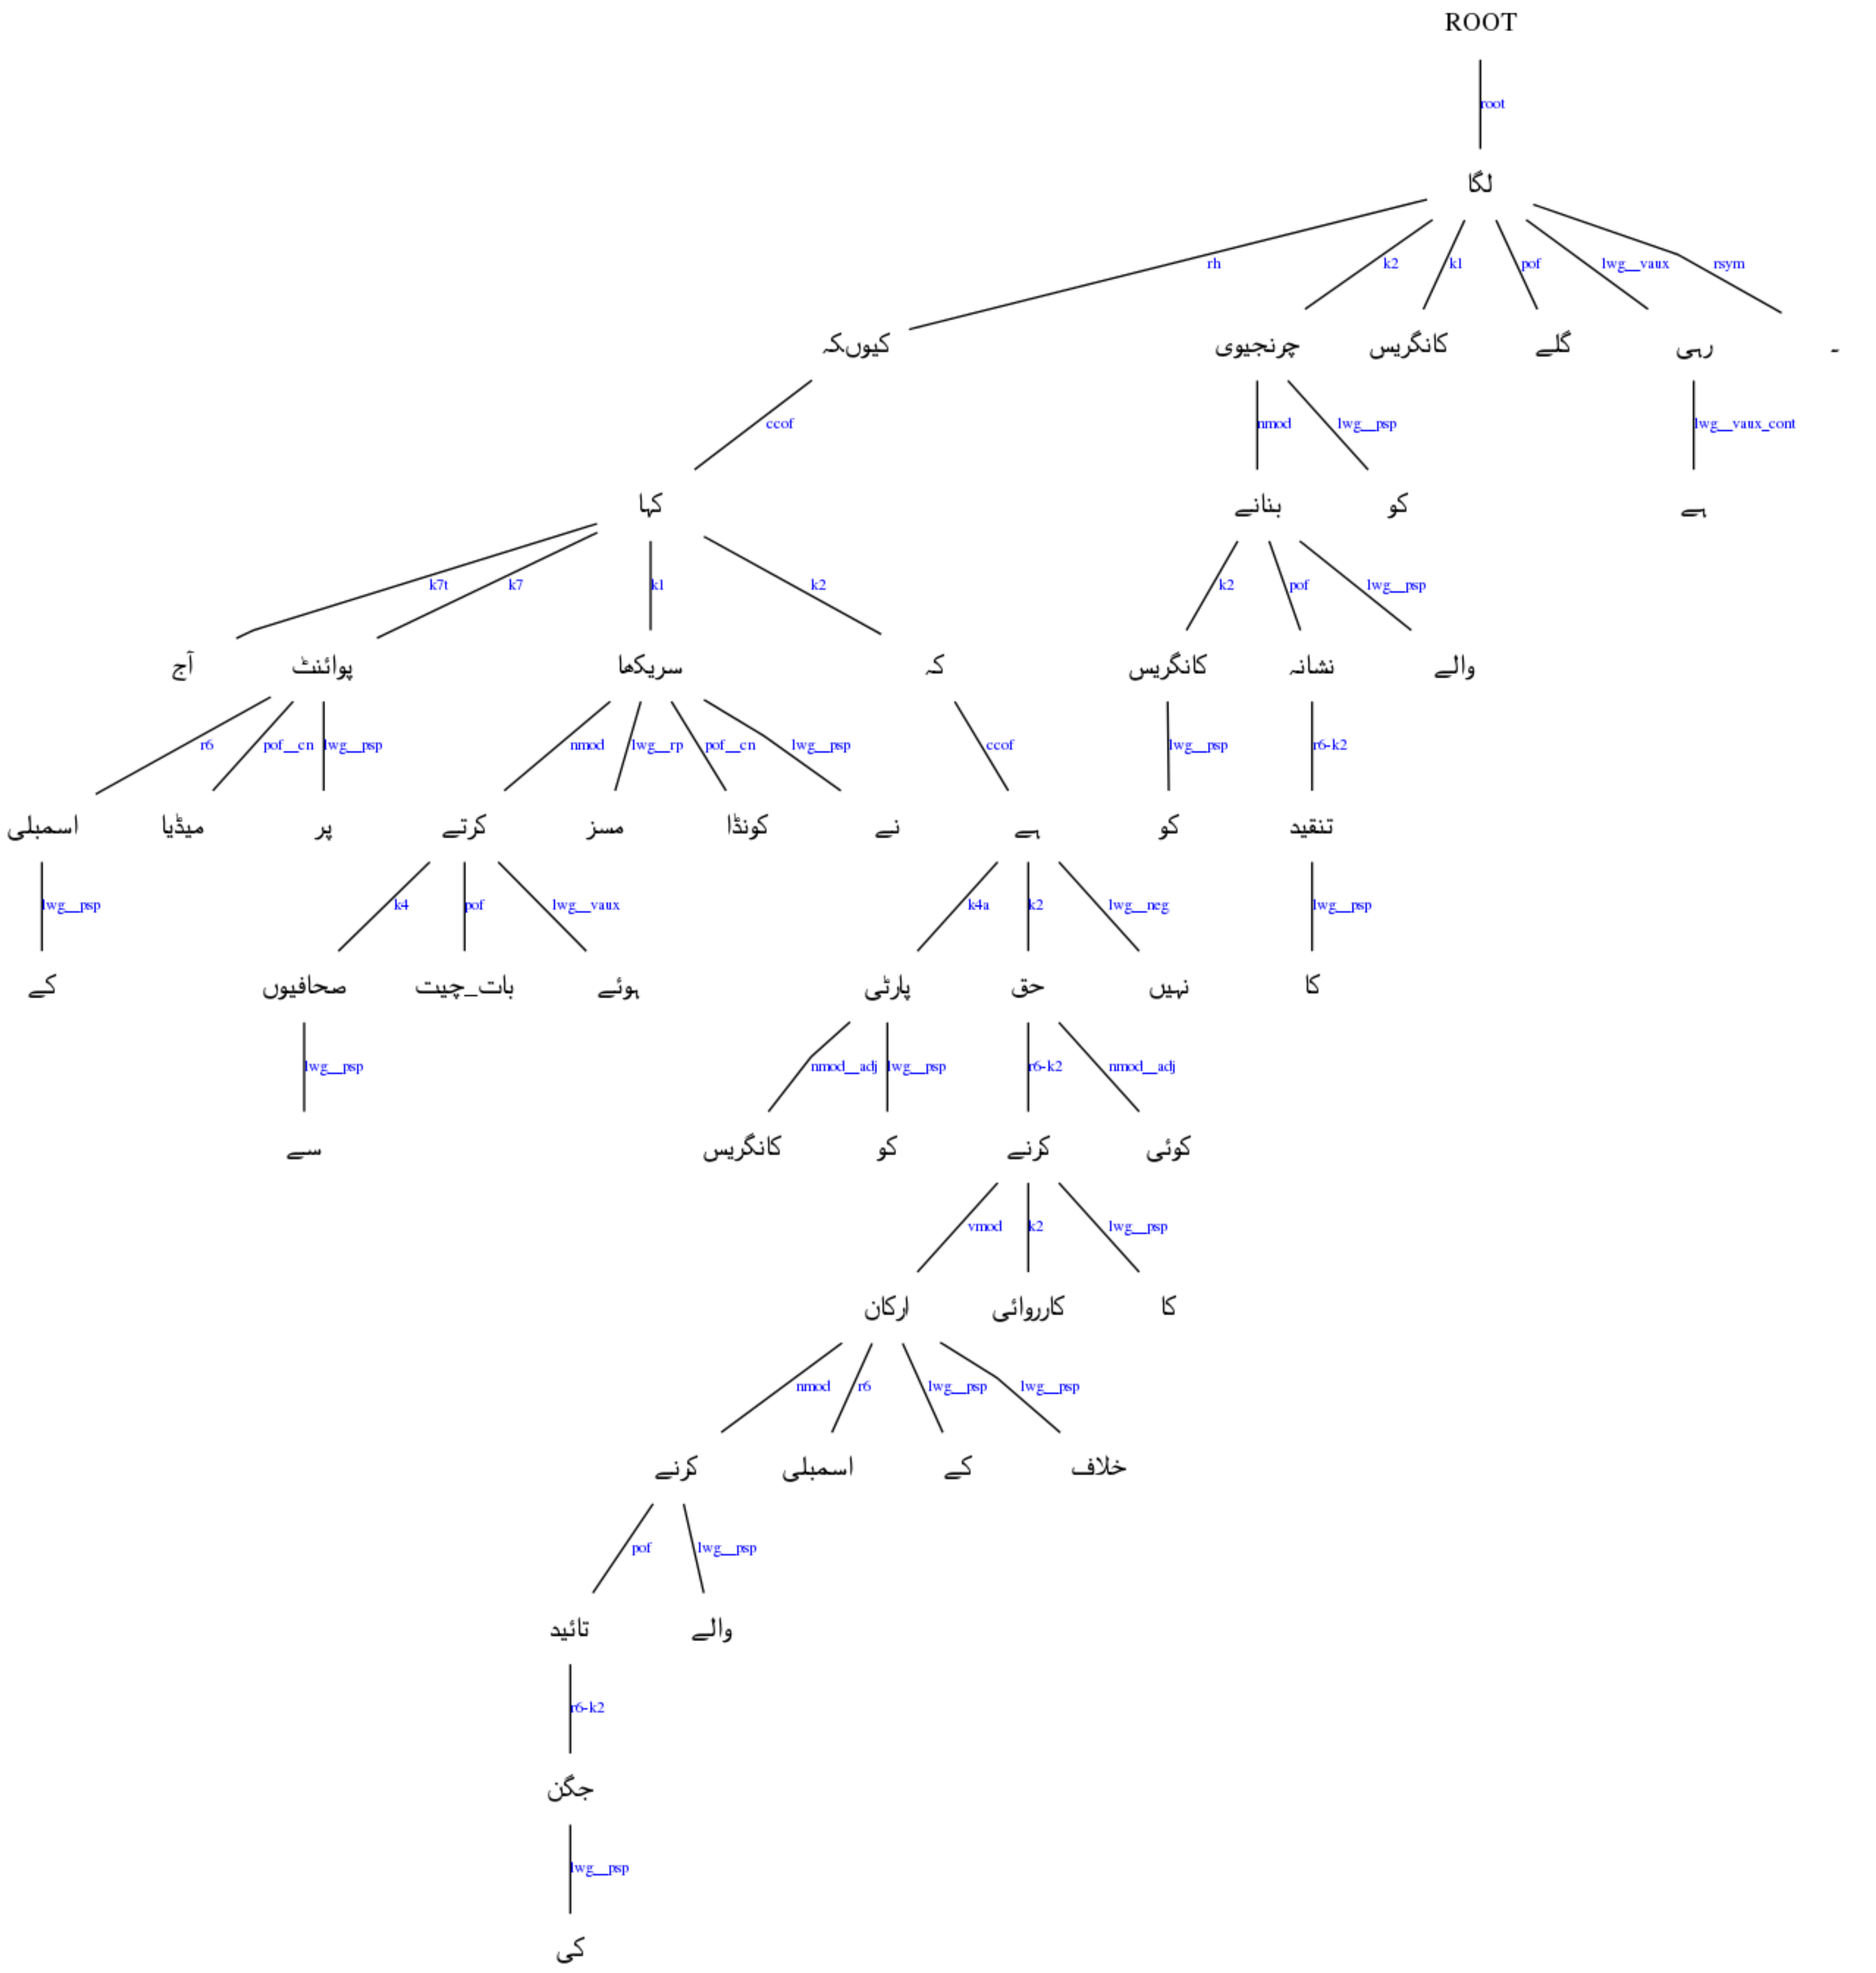 ROOT
root
لگا
rh k2 k1 pof lwg__vaux rsym
کیوں‌کہ چرنجیوی کانگریس گلے رہی ۔
ccof nmod lwg__psp lwg__vaux_cont
کہا بنانے کو ہے
k7t k7 k1 k2 k2 pof lwg__psp
آج پوائنٹ سریکھا کہ کانگریس نشانہ والے
r6 pof__cn lwg__psp nmod lwg__rp pof__cn lwg__psp ccof lwg__psp r6-k2
اسمبلی میڈیا پر کرتے مسز کونڈا نے ہے کو تنقید
lwg__psp k4 pof lwg__vaux k4a k2 lwg__neg lwg__psp
کے صحافیوں بات_چیت ہوئے پارٹی حق نہیں کا
lwg__psp nmod__adj lwg__psp r6-k2 nmod__adj
سے کانگریس کو کرنے کوئی
vmod k2 lwg__psp
ارکان کارروائی کا
nmod r6 lwg__psp lwg__psp
کرنے اسمبلی کے خلاف
pof lwg__psp
تائید والے
r6-k2
جگن
lwg__psp
کی